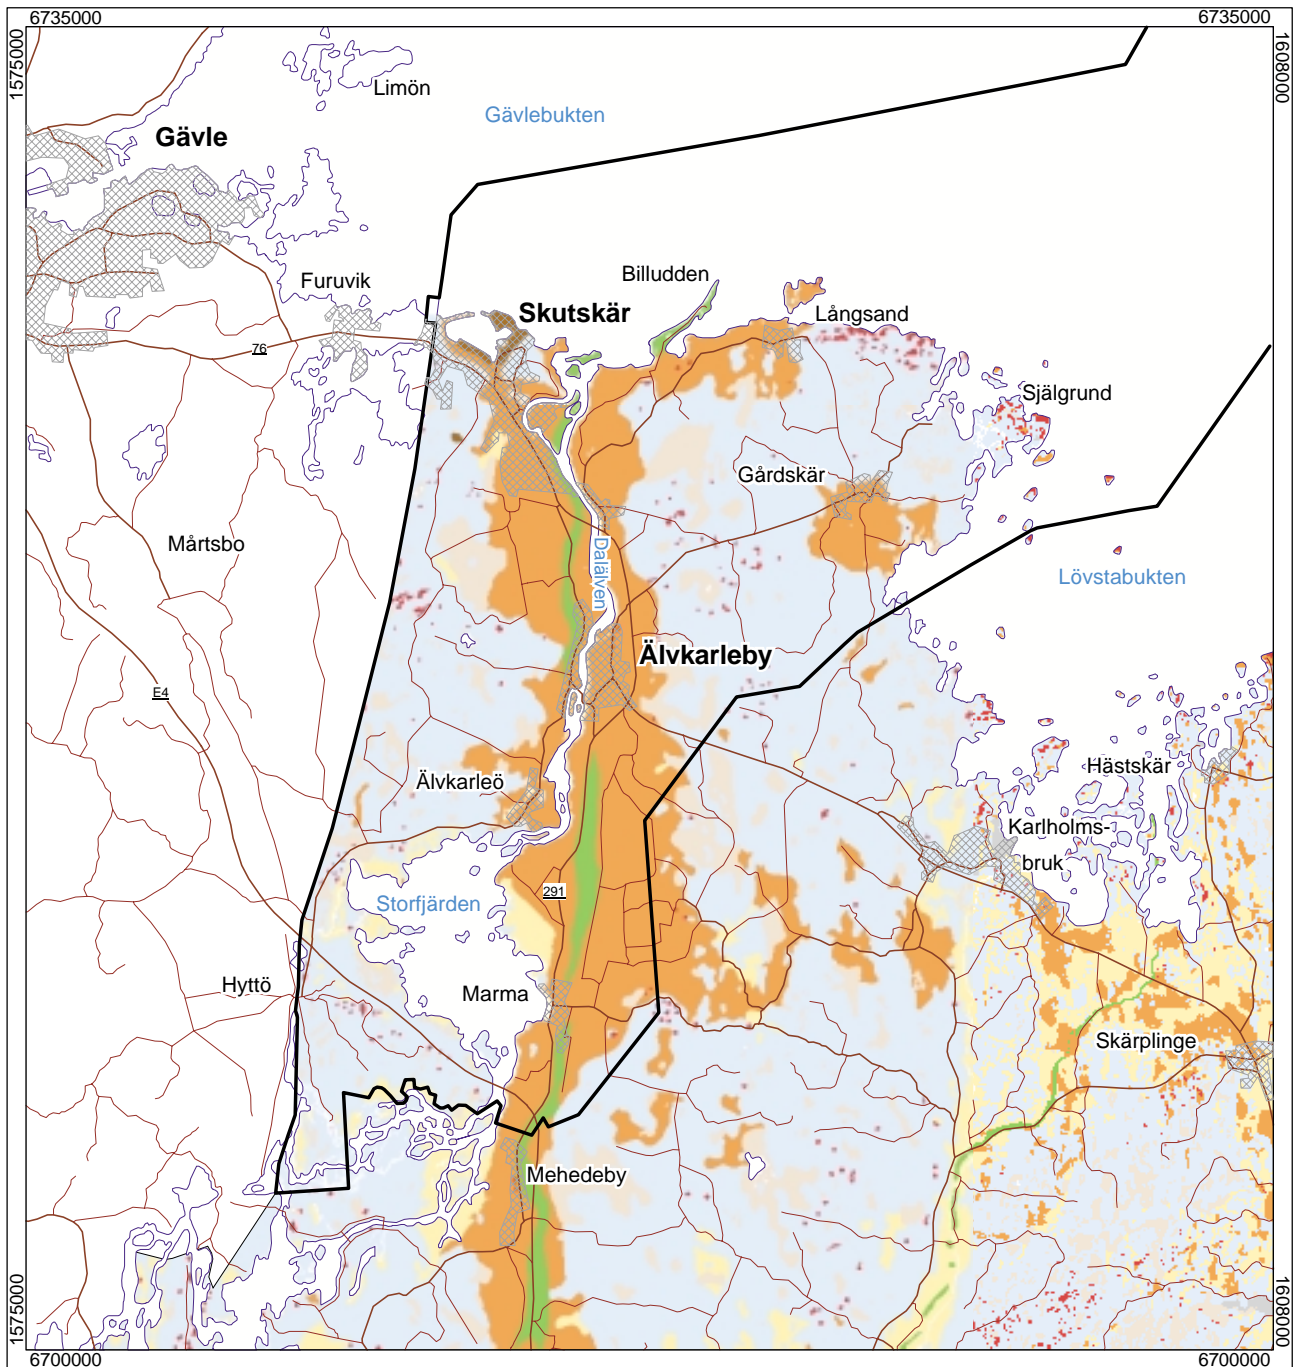 6735000
6735000
1575000
1608000
Limön
Gävlebukten
Gävle
Furuvik
Billudden
Skutskär
Långsand
76
Själgrund
Gårdskär
Mårtsbo
Dalälven
Lövstabukten
Älvkarleby
E4
Hästskär
Älvkarleö
Karlholms-
bruk
291
Storfjärden
Hyttö
Marma
Skärplinge
Mehedeby
1575000
1608000
6700000
6700000